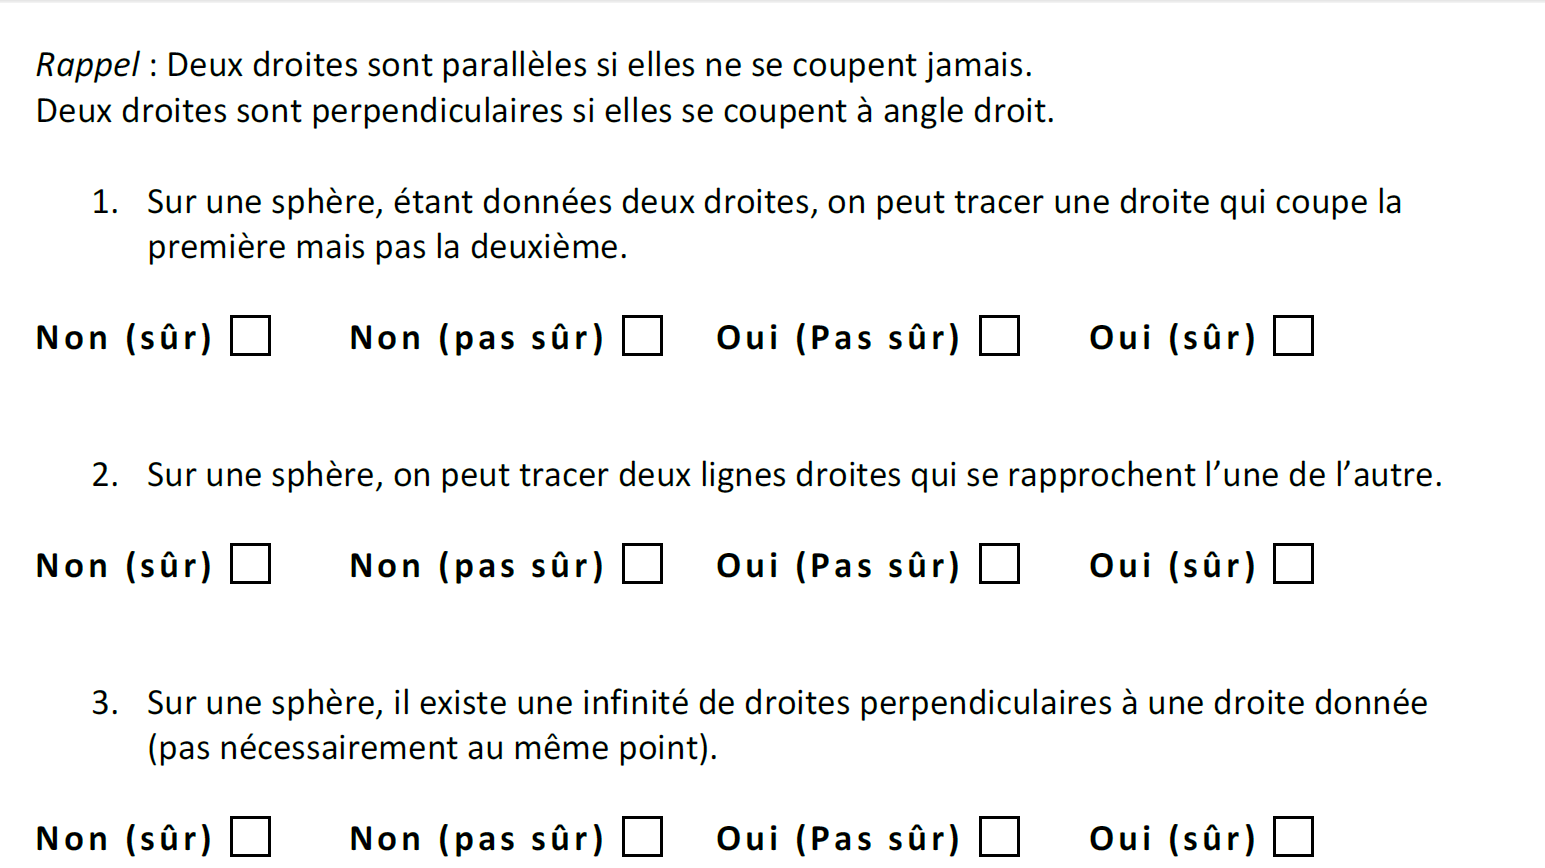 Rappel : Deux droites sont parallèles si elles ne se coupent jamais.
Deux droites sont perpendiculaires si elles se coupent à angle droit.
1. Sur une sphère, étant données deux droites, on peut tracer une droite qui coupe la
première mais pas la deuxième.
Non (sûr) Non (pas sûr) Oui (Pas sûr) Oui (sûr)
2. Sur une sphère, on peut tracer deux lignes droites qui se rapprochent l’une de l’autre.
Non (sûr) Non (pas sûr) Oui (Pas sûr) Oui (sûr)
3. Sur une sphère, il existe une infinité de droites perpendiculaires à une droite donnée
(pas nécessairement au même point).
Non (sûr) Non (pas sûr) Oui (Pas sûr) Oui (sûr)